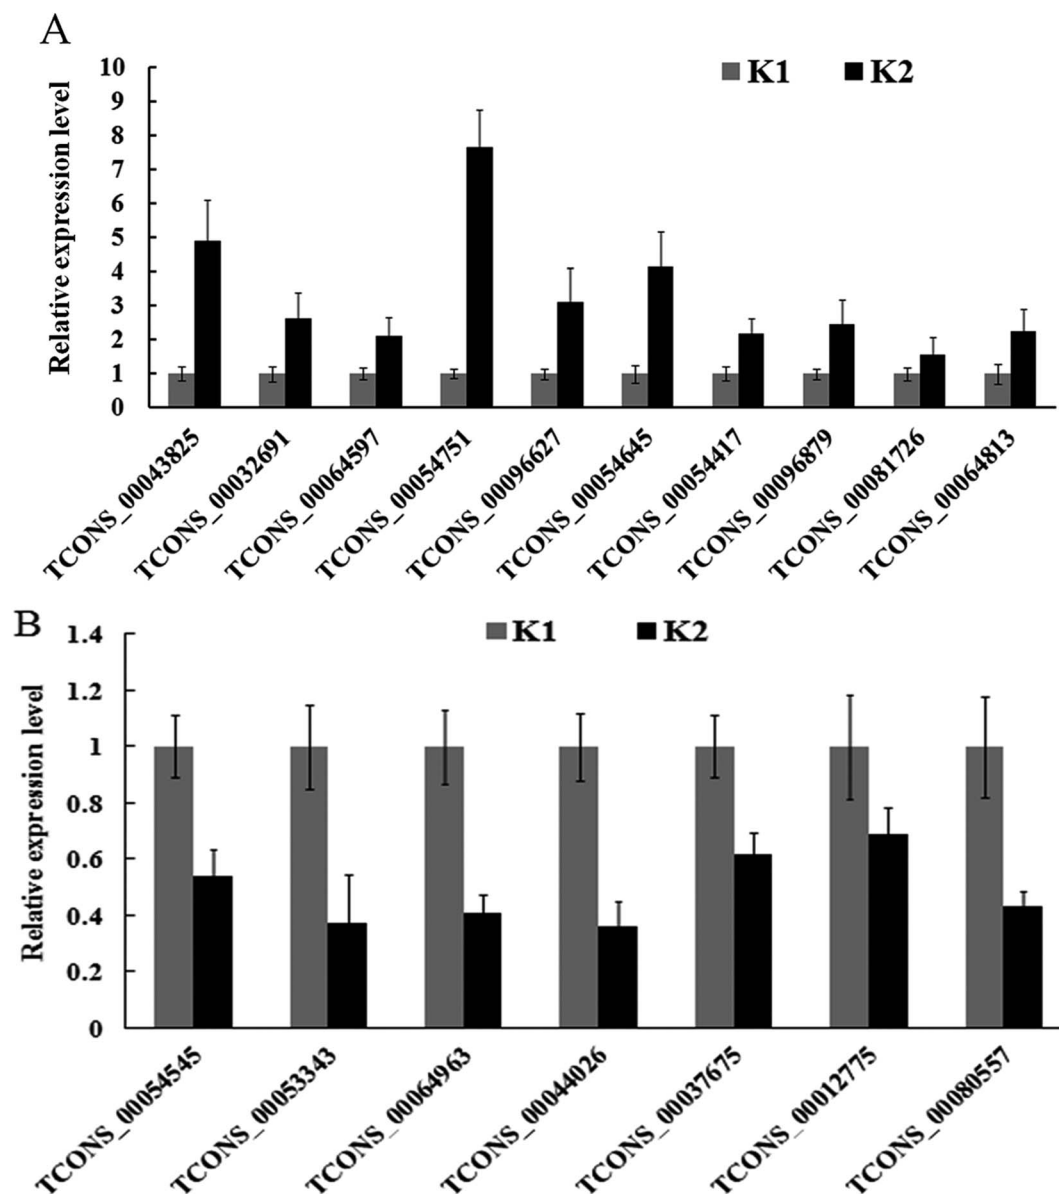 A
K1 K2
Relative expression level
10
9
8
7
6
5
4
3
2
1
0
TCONS_00043825
TCONS_00032691
TCONS_00064597
TCONS_00054751
TCONS_00096627
TCONS_00054645
TCONS_00054417
TCONS_00096879
TCONS_00081726
TCONS_00064813
B
K1 K2
Relative expression level
1.4
1.2
1
0.8
0.6
0.4
0.2
0
TCONS_00054545
TCONS_00053343
TCONS_00064963
TCONS_00044026
TCONS_00037675
TCONS_00012775
TCONS_00080557